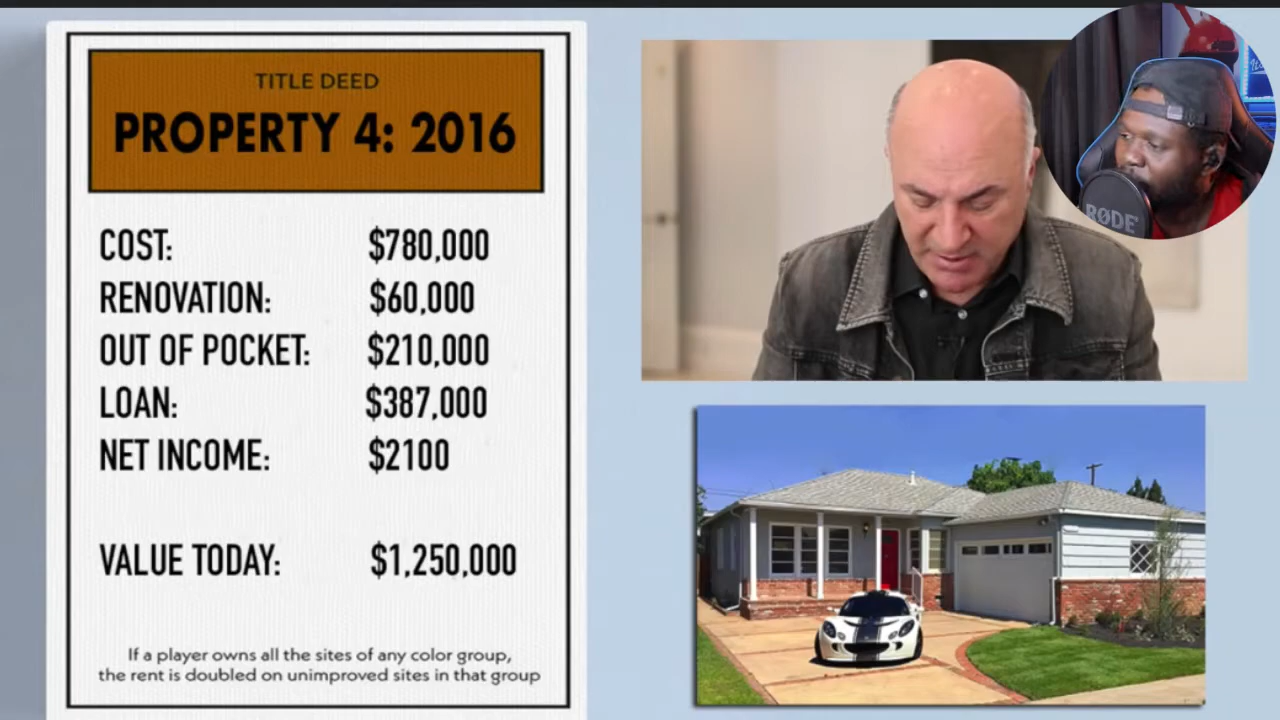 TITLE DEED
PROPERTY 4: 2016
COST: $780,000
RENOVATION: $60,000
OUT OF POCKET: $210,000
LOAN: $387,000
NET INCOME: $2100
VALUE TODAY: $1,250,000
If a player owns all the sites of any color group,
the rent is doubled on unimproved sites in that group
RØDE